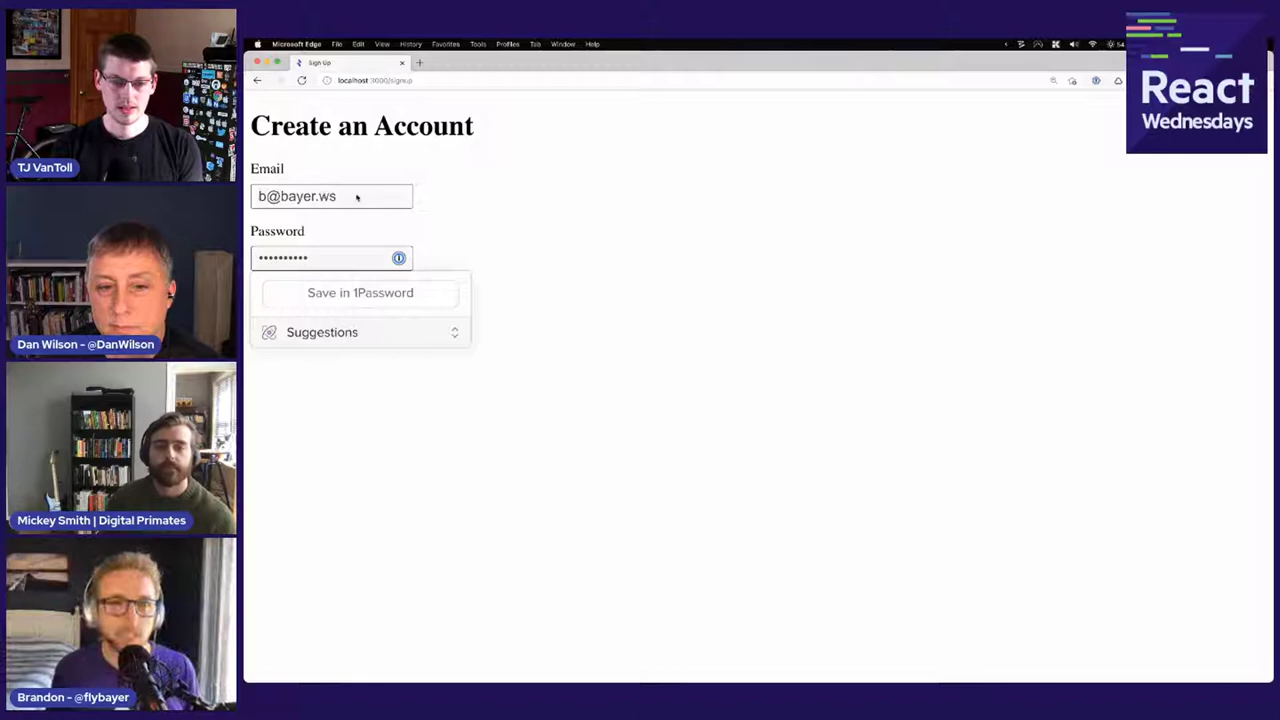 TJ VanToll
Dan Wilson - @DanWilson
Mickey Smith | Digital Primates
Brandon - @flybayer
Microsoft Edge File Edit View History Favorites Tools Profiles Tab Window Help
Sign Up
localhost:3000/signup
Create an Account
Email
b@bayer.ws
Password
••••••••••
Save in 1Password
Suggestions
React
Wednesdays